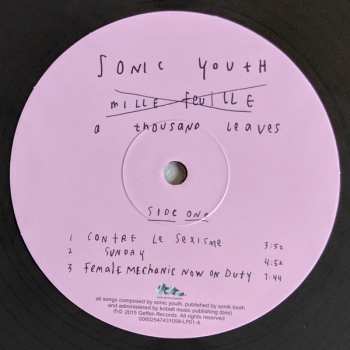 SONIC YOUTH
MILLE FEUILLE
a thousand leaves
SIDE ONE
1 CONTRE Le SEXISME 3:52
2 SUNDAY 4:52
3 FEMALE MECHANIC NOW ON DUTY 7:44
all songs composed by sonic youth, published by sonik tooth
and administered by kobalt music publishing (bmi)
Ⓟ © 2015 Geffen Records. All rights reserved